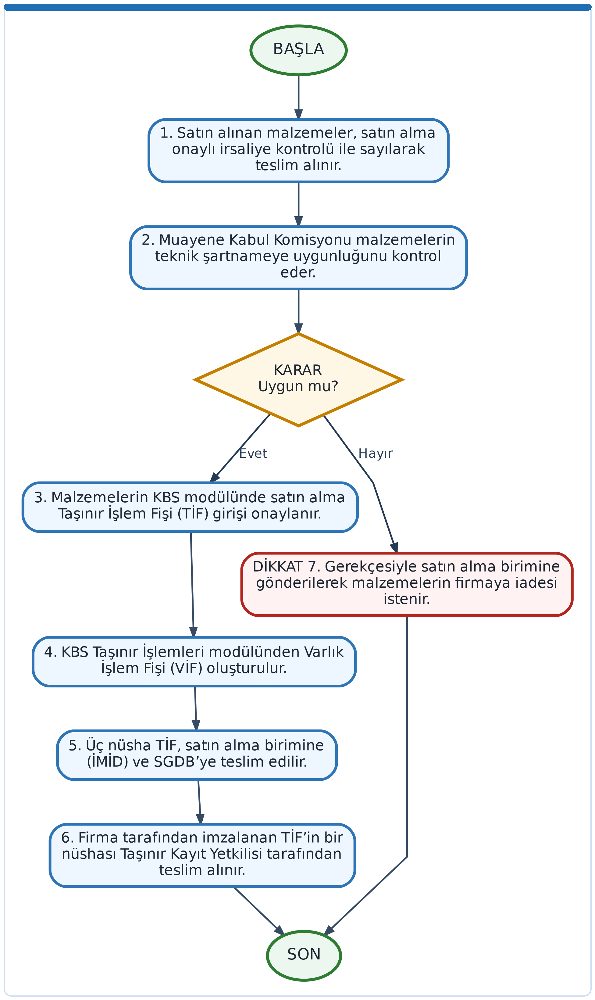 BAŞLA
1. Satın alınan malzemeler, satın alma
onaylı irsaliye kontrolü ile sayılarak
teslim alınır.
2. Muayene Kabul Komisyonu malzemelerin
teknik şartnameye uygunluğunu kontrol
eder.
KARAR
Uygun mu?
Evet
Hayır
3. Malzemelerin KBS modülünde satın alma
Taşınır İşlem Fişi (TİF) girişi onaylanır.
DİKKAT 7. Gerekçesiyle satın alma birimine
gönderilerek malzemelerin firmaya iadesi
istenir.
4. KBS Taşınır İşlemleri modülünden Varlık
İşlem Fişi (VİF) oluşturulur.
5. Üç nüsha TİF, satın alma birimine
(İMİD) ve SGDB’ye teslim edilir.
6. Firma tarafından imzalanan TİF’in bir
nüshası Taşınır Kayıt Yetkilisi tarafından
teslim alınır.
SON